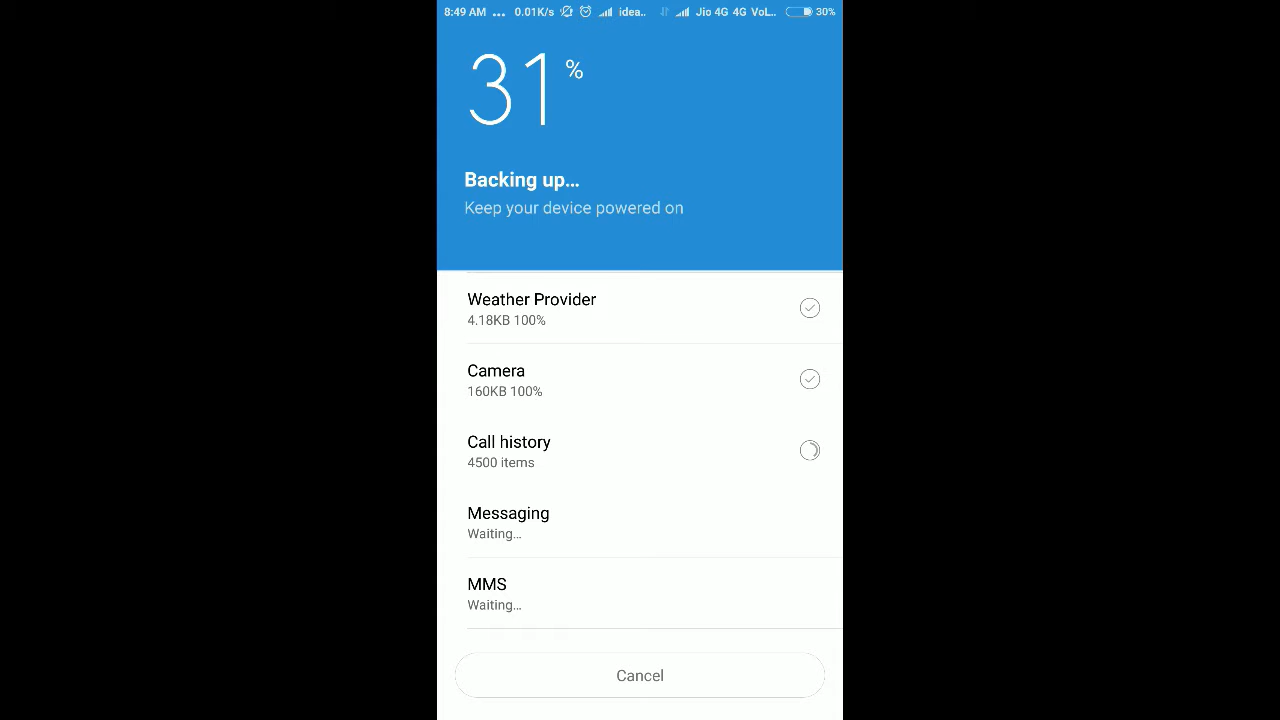 8:49 AM ... 0.01K/s idea.. Jio 4G 4G VoL.. 30%
31%
Backing up...
Keep your device powered on
Weather Provider
4.18KB 100%
Camera
160KB 100%
Call history
4500 items
Messaging
Waiting...
MMS
Waiting...
Cancel